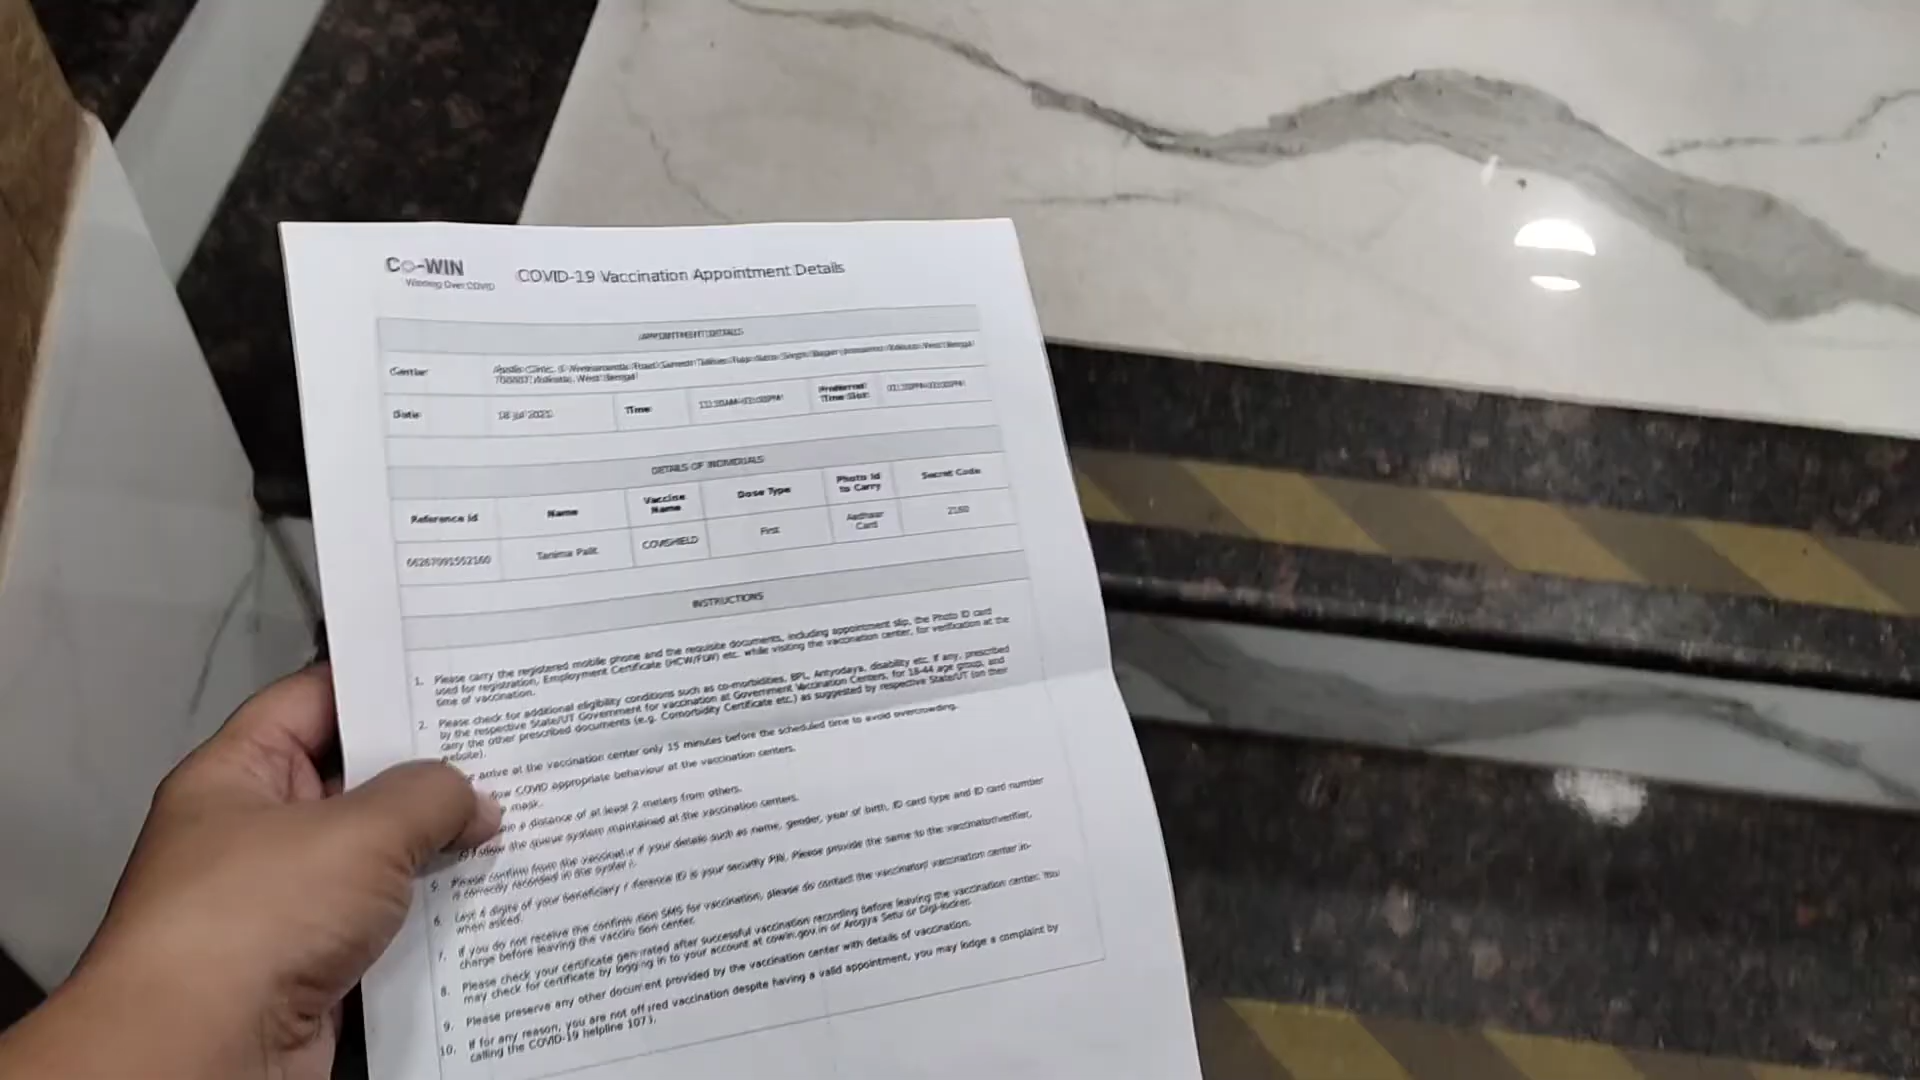 Co-WIN
Winning Over COVID
COVID-19 Vaccination Appointment Details
APPOINTMENT DETAILS
Center
Apollo Clinic,
700007, Kolkata, West Bengal
Date
18 Jul 2021
Time
Preferred
Time Slot:
DETAILS OF INDIVIDUALS
Reference Id
Name
Vaccine
Name
Dose Type
Photo Id
to Carry
Secret Code
66267091552160
Tanima Palit
COVISHIELD
First
Aadhaar
Card
2160
INSTRUCTIONS
1. Please carry the registered mobile phone and the requisite documents, including appointment slip, the Photo ID card
used for registration, Employment Certificate (HCW/FLW) etc. while visiting the vaccination center, for verification at the
time of vaccination.
2. Please check for additional eligibility conditions such as co-morbidities, BPL, Antyodaya, disability etc. if any, prescribed
by the respective State/UT Government for vaccination at Government Vaccination Centers, for 18-44 age group, and
carry the other prescribed documents (e.g. Comorbidity Certificate etc.) as suggested by respective State/UT (on their
website).
arrive at the vaccination center only 15 minutes before the scheduled time to avoid overcrowding.
COVID appropriate behaviour at the vaccination centers.
mask.
a distance of at least 2 meters from others.
Follow the queue system maintained at the vaccination centers.
5. Please confirm from the vaccinator if your details such as name, gender, year of birth, ID card type and ID card number
is correctly recorded in the system.
6. Last 4 digits of your beneficiary reference ID is your security PIN. Please provide the same to the vaccinator/verifier,
when asked.
7. If you do not receive the confirmation SMS for vaccination, please do contact the vaccinator/ vaccination center in-
charge before leaving the vaccination center.
8. Please check your certificate generated after successful vaccination recording before leaving the vaccination center. You
may check for certificate by logging in to your account at cowin.gov.in or Arogya Setu or Digi-locker.
9. Please preserve any other document provided by the vaccination center with details of vaccination.
10. If for any reason, you are not offered vaccination despite having a valid appointment, you may lodge a complaint by
calling the COVID-19 helpline 1075.